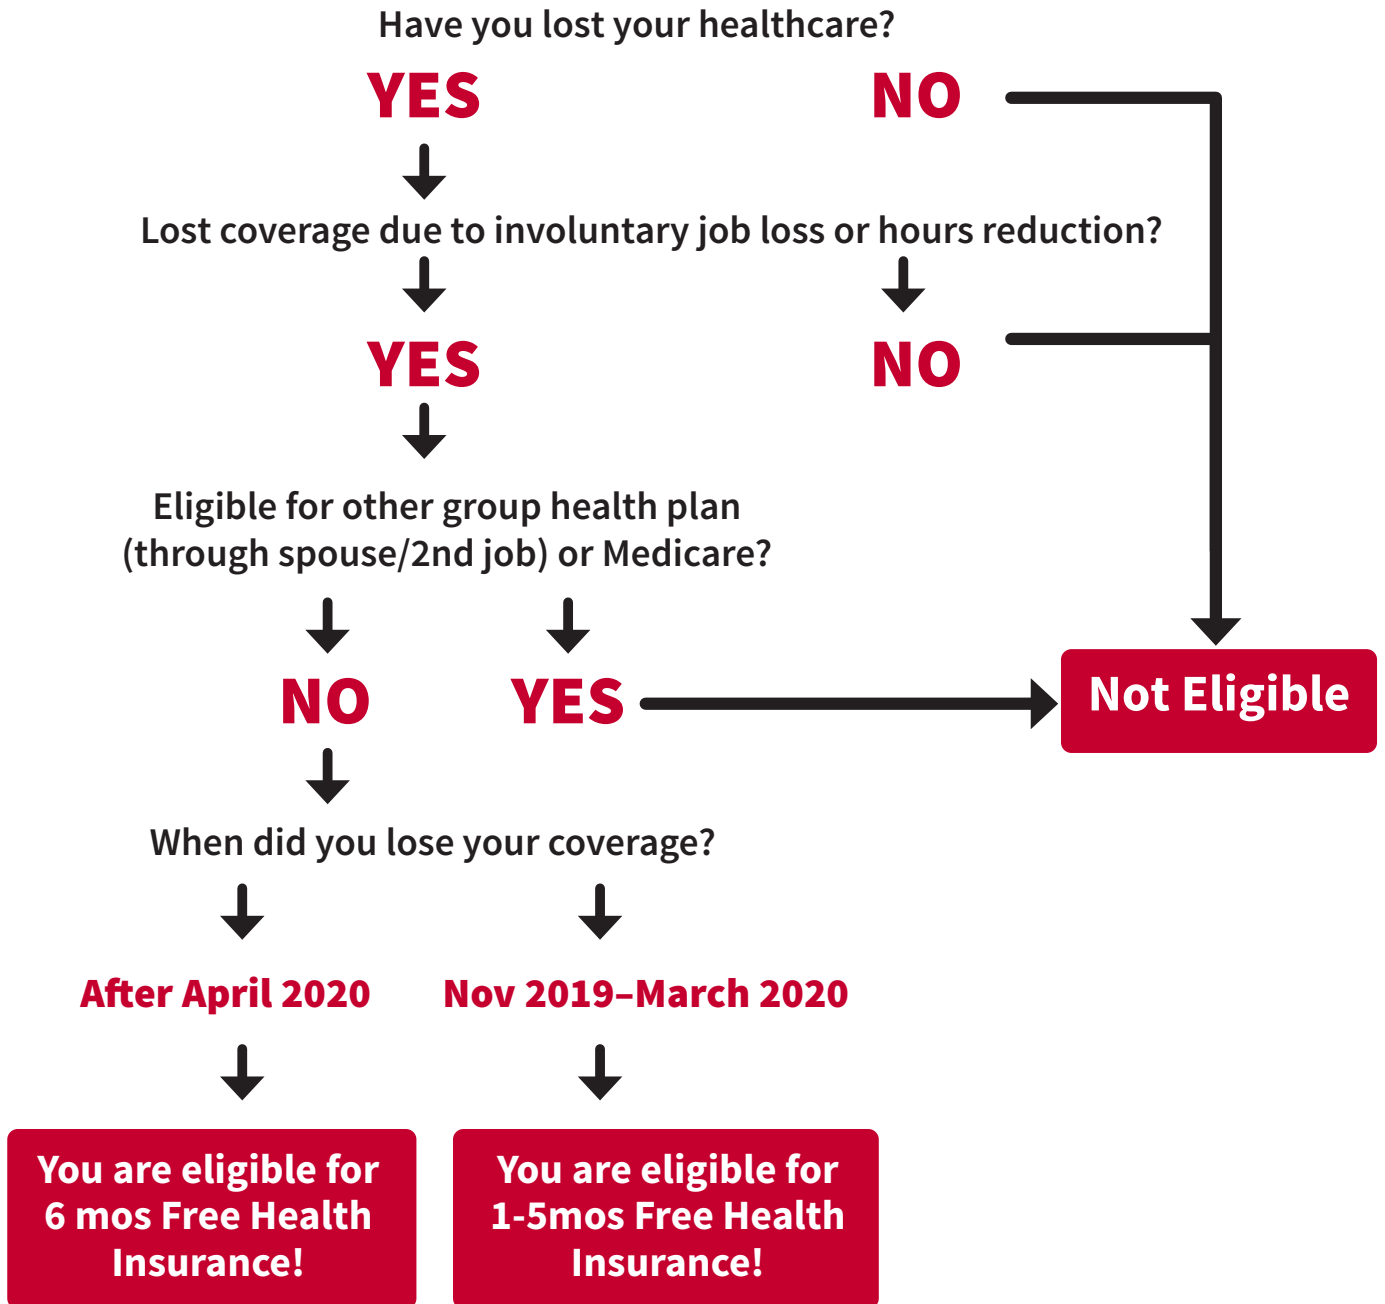 Have you lost your healthcare?
YES
NO
Lost coverage due to involuntary job loss or hours reduction?
YES
NO
Eligible for other group health plan
(through spouse/2nd job) or Medicare?
NO
YES
Not Eligible
When did you lose your coverage?
After April 2020
Nov 2019–March 2020
You are eligible for
6 mos Free Health
Insurance!
You are eligible for
1-5mos Free Health
Insurance!